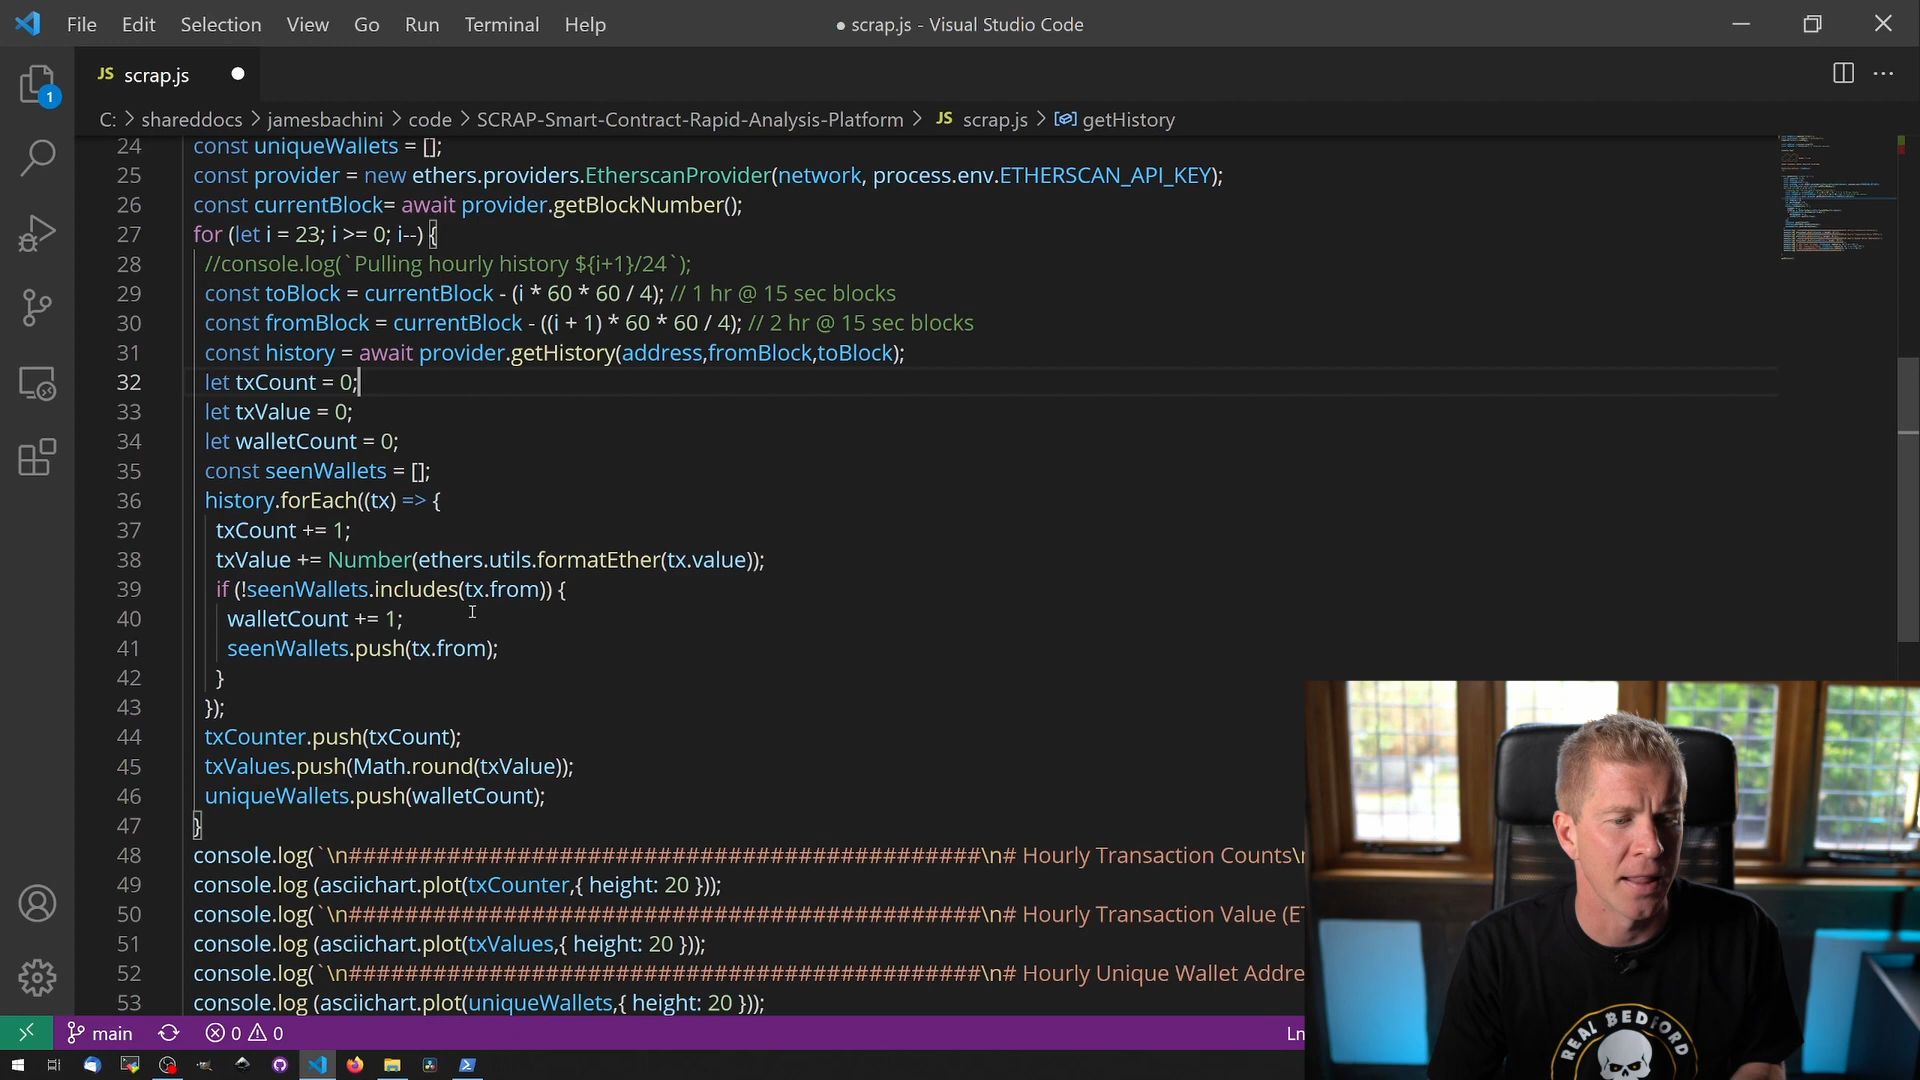 File Edit Selection View Go Run Terminal Help
● scrap.js - Visual Studio Code
JS scrap.js ●
1
C: > shareddocs > jamesbachini > code > SCRAP-Smart-Contract-Rapid-Analysis-Platform > JS scrap.js > getHistory
24 const uniqueWallets = [];
25 const provider = new ethers.providers.EtherscanProvider(network, process.env.ETHERSCAN_API_KEY);
26 const currentBlock= await provider.getBlockNumber();
27 for (let i = 23; i >= 0; i--) {
28 //console.log(`Pulling hourly history ${i+1}/24`);
29 const toBlock = currentBlock - (i * 60 * 60 / 4); // 1 hr @ 15 sec blocks
30 const fromBlock = currentBlock - ((i + 1) * 60 * 60 / 4); // 2 hr @ 15 sec blocks
31 const history = await provider.getHistory(address,fromBlock,toBlock);
32 let txCount = 0;
33 let txValue = 0;
34 let walletCount = 0;
35 const seenWallets = [];
36 history.forEach((tx) => {
37 txCount += 1;
38 txValue += Number(ethers.utils.formatEther(tx.value));
39 if (!seenWallets.includes(tx.from)) {
40 walletCount += 1;
41 seenWallets.push(tx.from);
42 }
43 });
44 txCounter.push(txCount);
45 txValues.push(Math.round(txValue));
46 uniqueWallets.push(walletCount);
47 }
48 console.log(`\n#############################################\n# Hourly Transaction Counts\n
49 console.log (asciichart.plot(txCounter,{ height: 20 }));
50 console.log(`\n#############################################\n# Hourly Transaction Value (ET
51 console.log (asciichart.plot(txValues,{ height: 20 }));
52 console.log(`\n#############################################\n# Hourly Unique Wallet Addre
53 console.log (asciichart.plot(uniqueWallets,{ height: 20 }));
main 0 0 Ln
REAL BEDFORD